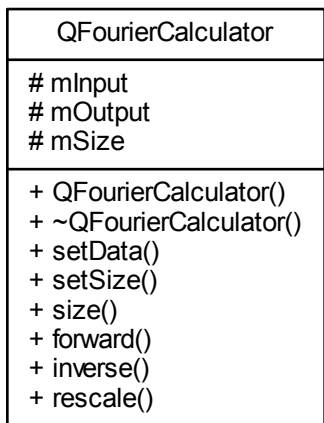 QFourierCalculator
# mInput
# mOutput
# mSize
+ QFourierCalculator()
+ ~QFourierCalculator()
+ setData()
+ setSize()
+ size()
+ forward()
+ inverse()
+ rescale()